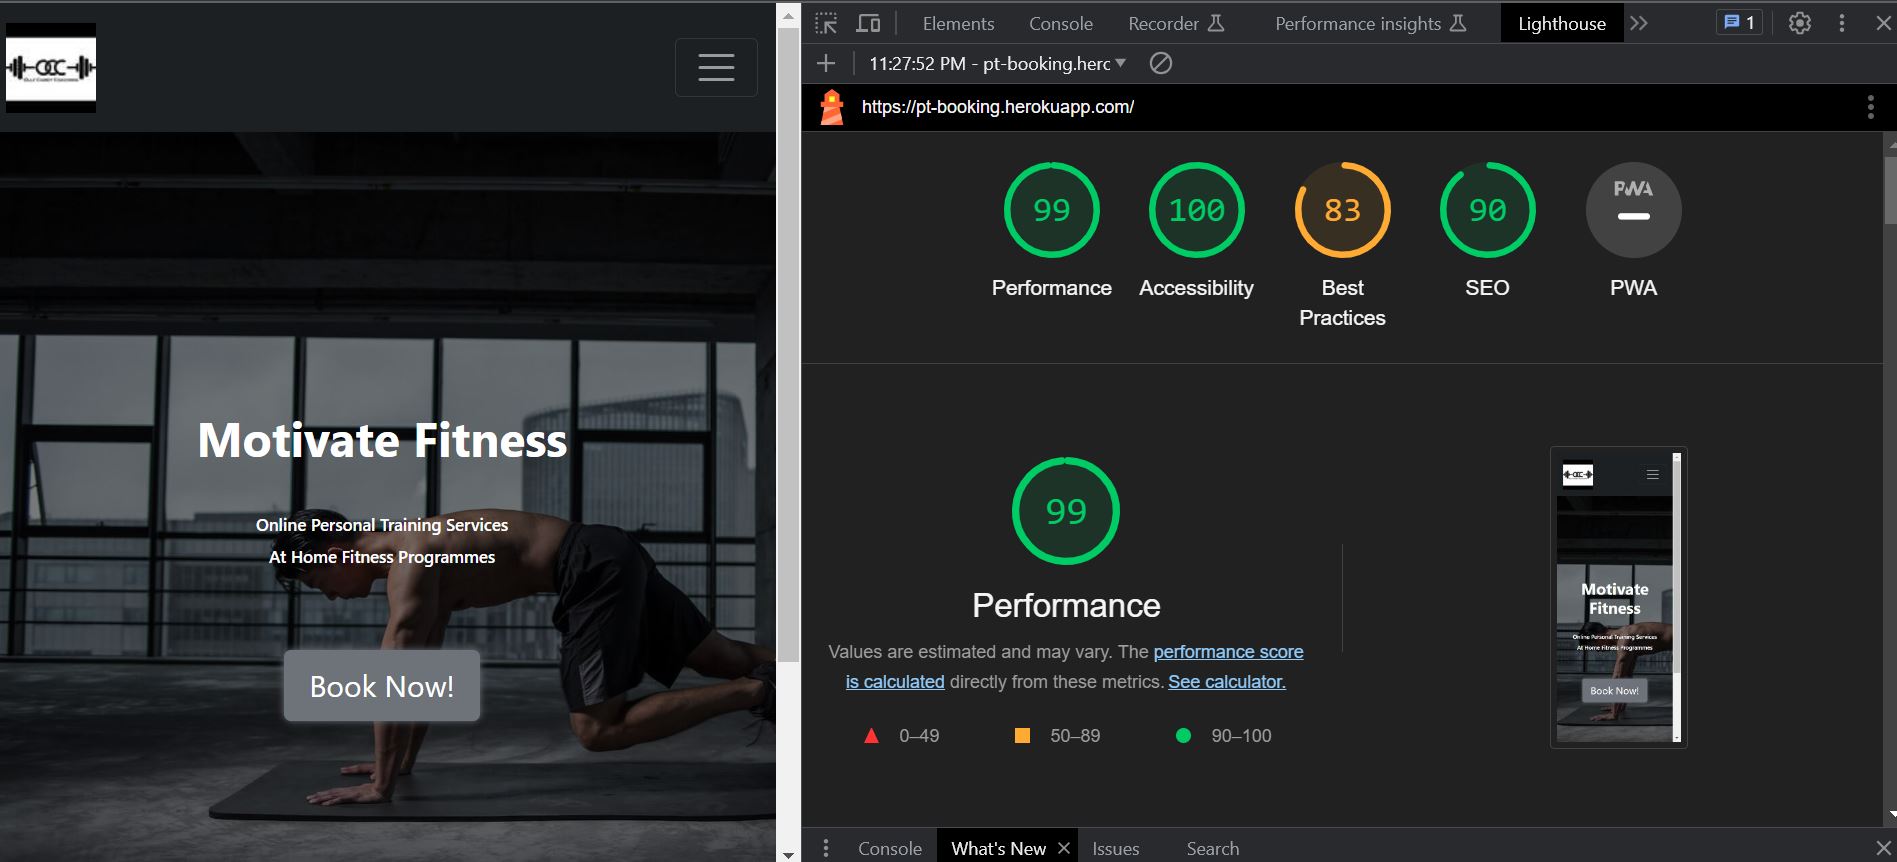 OCC
Motivate Fitness
Online Personal Training Services
At Home Fitness Programmes
Book Now!
Elements
Console
Recorder
Performance insights
Lighthouse
1
11:27:52 PM - pt-booking.herc
https://pt-booking.herokuapp.com/
99
100
83
90
PWA
Performance
Accessibility
Best
Practices
SEO
PWA
99
Performance
Values are estimated and may vary. The performance score
is calculated directly from these metrics. See calculator.
0–49
50–89
90–100
Motivate
Fitness
Online Personal Training Services
At Home Fitness Programmes
Book Now!
Console
What's New
Issues
Search